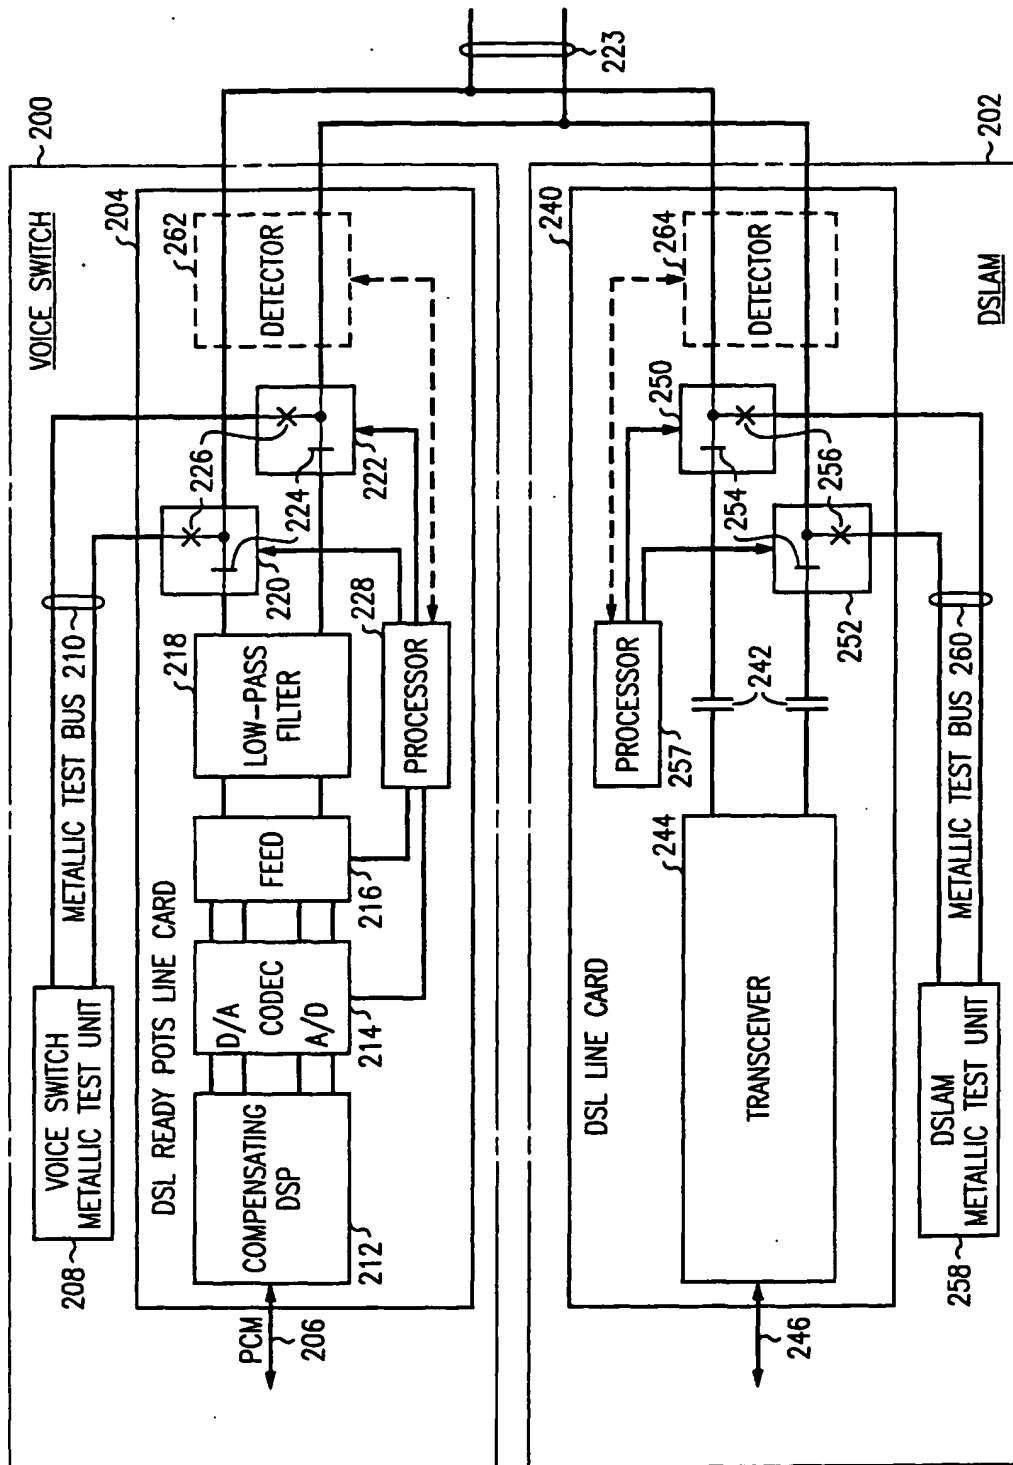 200
VOICE SWITCH
204
DSL READY POTS LINE CARD
VOICE SWITCH
METALLIC TEST UNIT
208
METALLIC TEST BUS 210
PCM
206
COMPENSATING
DSP
212
D/A
CODEC
A/D
214
FEED
216
LOW-PASS
FILTER
218
PROCESSOR
228
220
222
224
226
DETECTOR
262
223
202
DSLAM
240
DSL LINE CARD
246
TRANSCEIVER
244
242
PROCESSOR
257
250
252
254
256
DETECTOR
264
DSLAM
METALLIC TEST UNIT
258
METALLIC TEST BUS 260